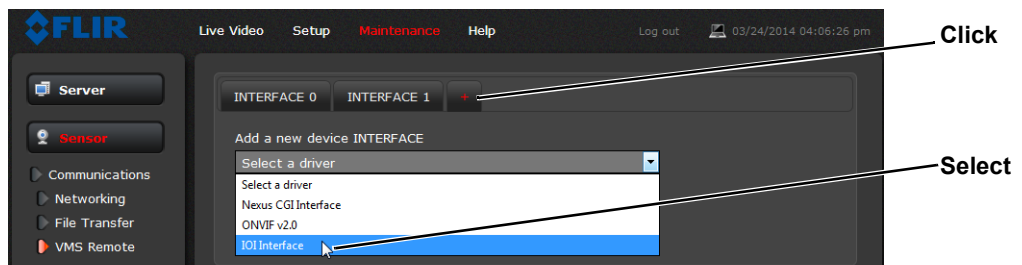 FLIR
Live Video Setup Maintenance Help Log out 03/24/2014 04:06:26 pm
Click
Server
INTERFACE 0 INTERFACE 1 +
Sensor
Add a new device INTERFACE
Select a driver
Select
Communications
Select a driver
Networking
Nexus CGI Interface
File Transfer
ONVIF v2.0
VMS Remote
IOI Interface